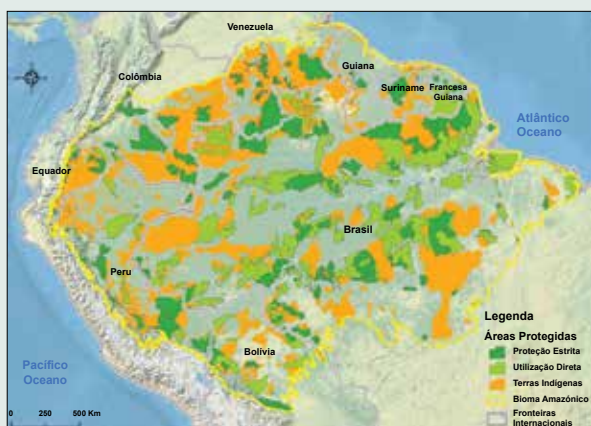 Venezuela
Guiana
Colômbia
Suriname
Francesa
Guiana
Atlântico
Oceano
Equador
Brasil
Peru
Legenda
Áreas Protegidas
Proteção Estrita
Utilização Direta
Terras Indígenas
Bioma Amazónico
Fronteiras
Internacionais
Bolívia
Pacífico
Oceano
0 250 500 Km